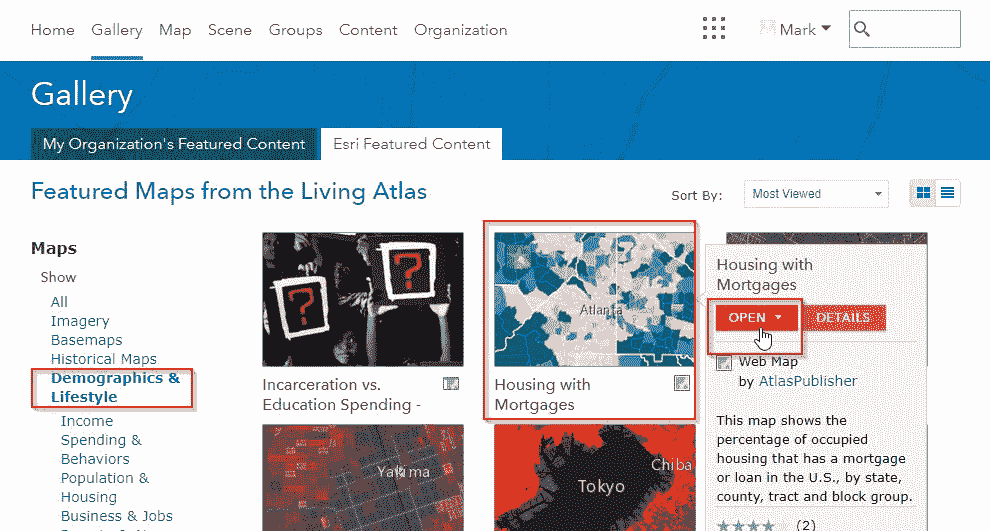 Home Gallery Map Scene Groups Content Organization Mark
Gallery
My Organization's Featured Content Esri Featured Content
Featured Maps from the Living Atlas
Sort By: Most Viewed
Maps
Show
All
Imagery
Basemaps
Historical Maps
Demographics &
Lifestyle
Income
Spending &
Behaviors
Population &
Housing
Business & Jobs
? ?
Incarceration vs.
Education Spending -
Atlanta
Housing with
Mortgages
Yakima
Tokyo
Chiba
Housing with
Mortgages
OPEN DETAILS
Web Map
by AtlasPublisher
This map shows the
percentage of occupied
housing that has a mortgage
or loan in the U.S., by state,
county, tract and block group.
(2)